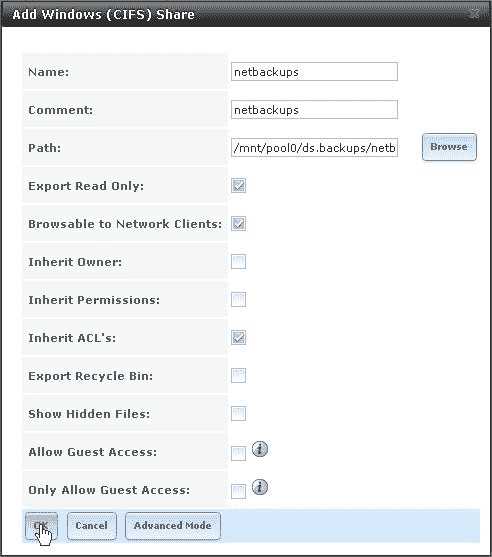 Add Windows (CIFS) Share
Name: netbackups
Comment: netbackups
Path: /mnt/pool0/ds.backups/netb Browse
Export Read Only:
Browsable to Network Clients:
Inherit Owner:
Inherit Permissions:
Inherit ACL's:
Export Recycle Bin:
Show Hidden Files:
Allow Guest Access:
Only Allow Guest Access:
OK Cancel Advanced Mode